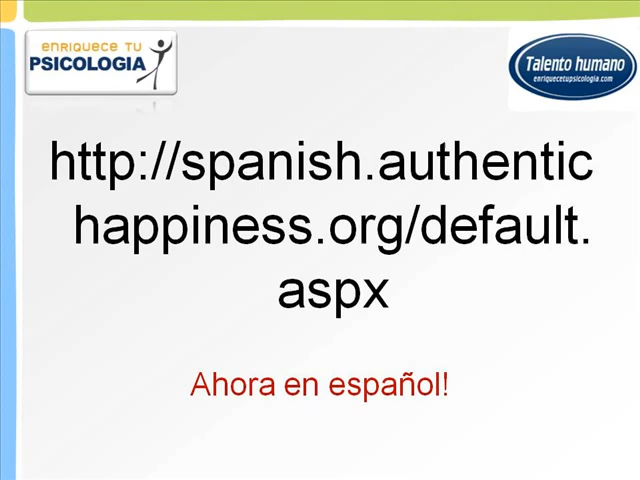 ENRIQUECE TU
PSICOLOGIA
Talento humano
enriquecetupsicologia.com
http://spanish.authentic
happiness.org/default.
aspx
Ahora en español!